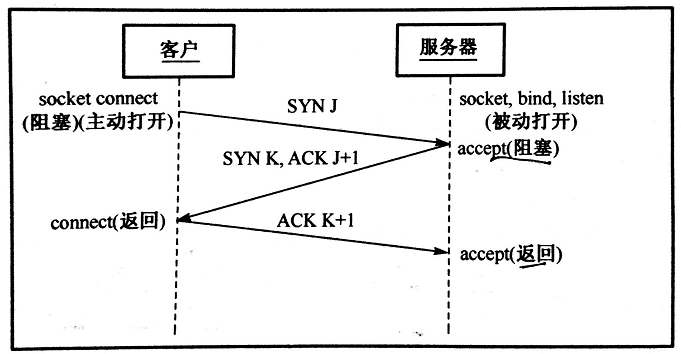 客户
服务器
socket connect
(阻塞)(主动打开)
SYN J
socket, bind, listen
(被动打开)
accept(阻塞)
SYN K, ACK J+1
connect(返回)
ACK K+1
accept(返回)